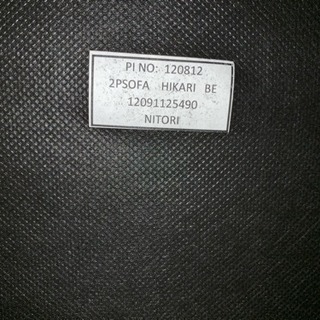 PI NO: 120812
2PSOFA HIKARI BE
12091125490
NITORI